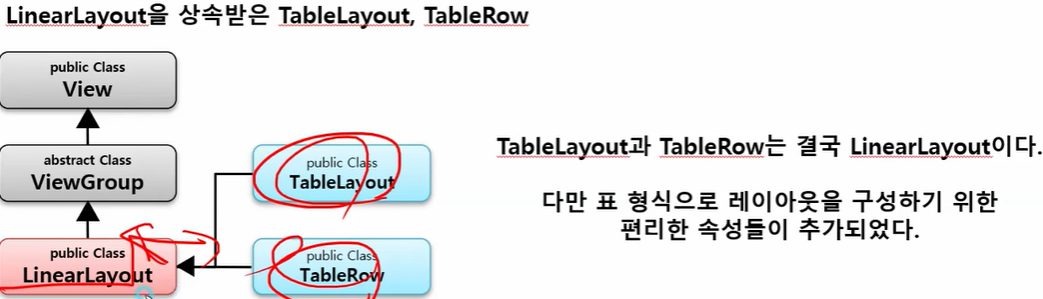 LinearLayout을 상속받은 TableLayout, TableRow
public Class
View
abstract Class
ViewGroup
public Class
LinearLayout
public Class
TableLayout
public Class
TableRow
TableLayout과 TableRow는 결국 LinearLayout이다.
다만 표 형식으로 레이아웃을 구성하기 위한
편리한 속성들이 추가되었다.